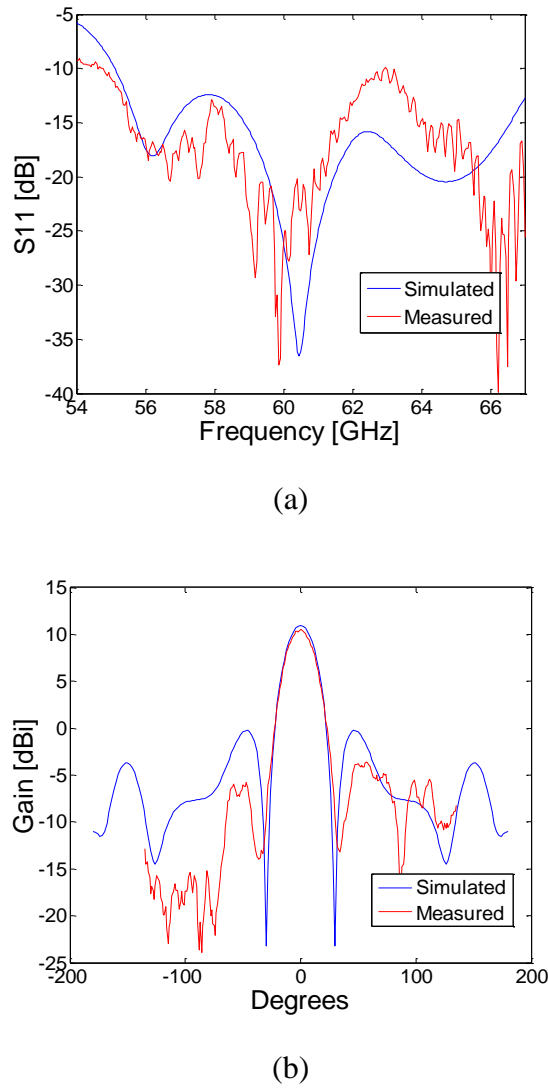 -5
-10
-15
-20
-25
-30
-35
-40
S11 [dB]
Simulated
Measured
54 56 58 60 62 64 66
Frequency [GHz]
(a)
15
10
5
0
-5
-10
-15
-20
-25
Gain [dBi]
Simulated
Measured
-200 -100 0 100 200
Degrees
(b)